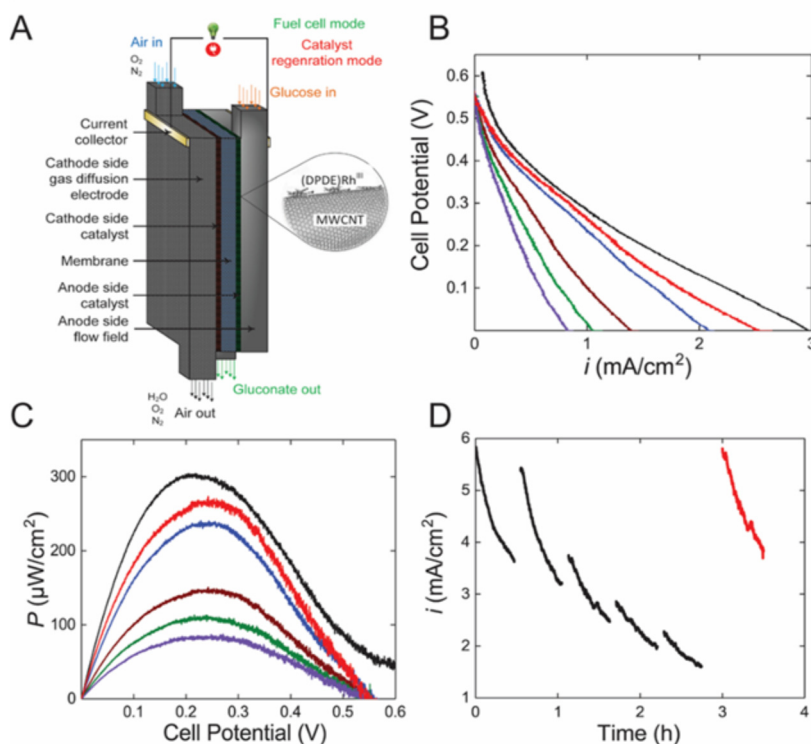 A
Fuel cell mode
Air in
O₂
N₂
Catalyst
regenration mode
Glucose in
Current
collector
Cathode side
gas diffusion
electrode
Cathode side
catalyst
Membrane
Anode side
catalyst
Anode side
flow field
(DPDE)Rhᴵᴵᴵ
MWCNT
Gluconate out
H₂O
O₂
N₂
Air out
B
Cell Potential (V)
0.6
0.5
0.4
0.3
0.2
0.1
0
1
2
3
i (mA/cm²)
C
P (µW/cm²)
300
200
100
0
0.1
0.2
0.3
0.4
0.5
0.6
Cell Potential (V)
D
i (mA/cm²)
6
5
4
3
2
1
0
1
2
3
4
Time (h)